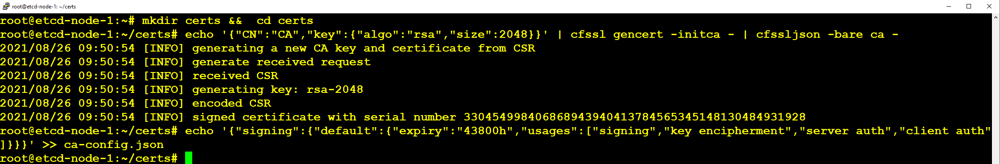 root@etcd-node-1: ~/certs
root@etcd-node-1:~# mkdir certs &&  cd certs
root@etcd-node-1:~/certs# echo '{"CN":"CA","key":{"algo":"rsa","size":2048}}' | cfssl gencert -initca - | cfssljson -bare ca -
2021/08/26 09:50:54 [INFO] generating a new CA key and certificate from CSR
2021/08/26 09:50:54 [INFO] generate received request
2021/08/26 09:50:54 [INFO] received CSR
2021/08/26 09:50:54 [INFO] generating key: rsa-2048
2021/08/26 09:50:54 [INFO] encoded CSR
2021/08/26 09:50:54 [INFO] signed certificate with serial number 330454998406868943940413784565345148130484931928
root@etcd-node-1:~/certs# echo '{"signing":{"default":{"expiry":"43800h","usages":["signing","key encipherment","server auth","client auth"
]}}}' >> ca-config.json
root@etcd-node-1:~/certs#